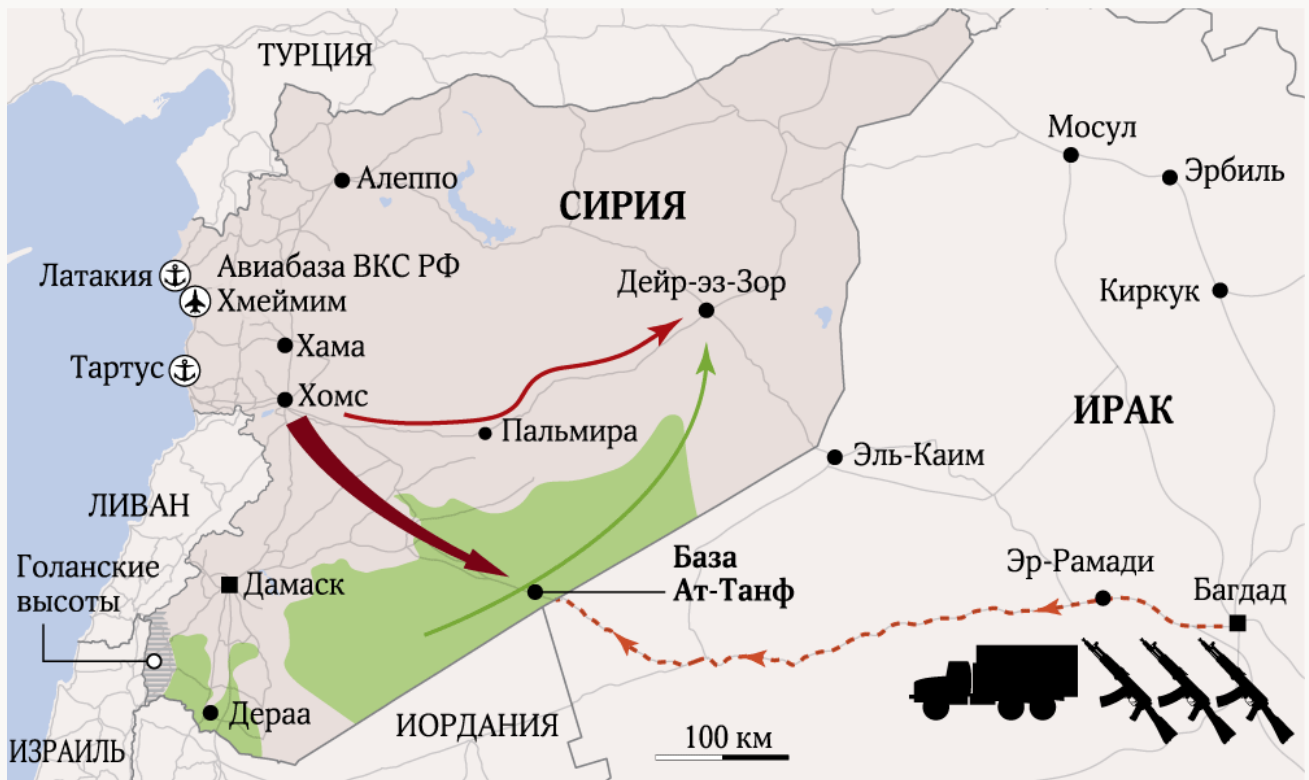 ТУРЦИЯ
Мосул
Эрбиль
Алеппо
СИРИЯ
Латакия
Авиабаза ВКС РФ
Хмеймим
Дейр-эз-Зор
Киркук
Хама
Тартус
Хомс
ИРАК
Пальмира
Эль-Каим
ЛИВАН
Голанские
высоты
Дамаск
База
Ат-Танф
Эр-Рамади
Багдад
Дераа
ИОРДАНИЯ
ИЗРАИЛЬ
100 км